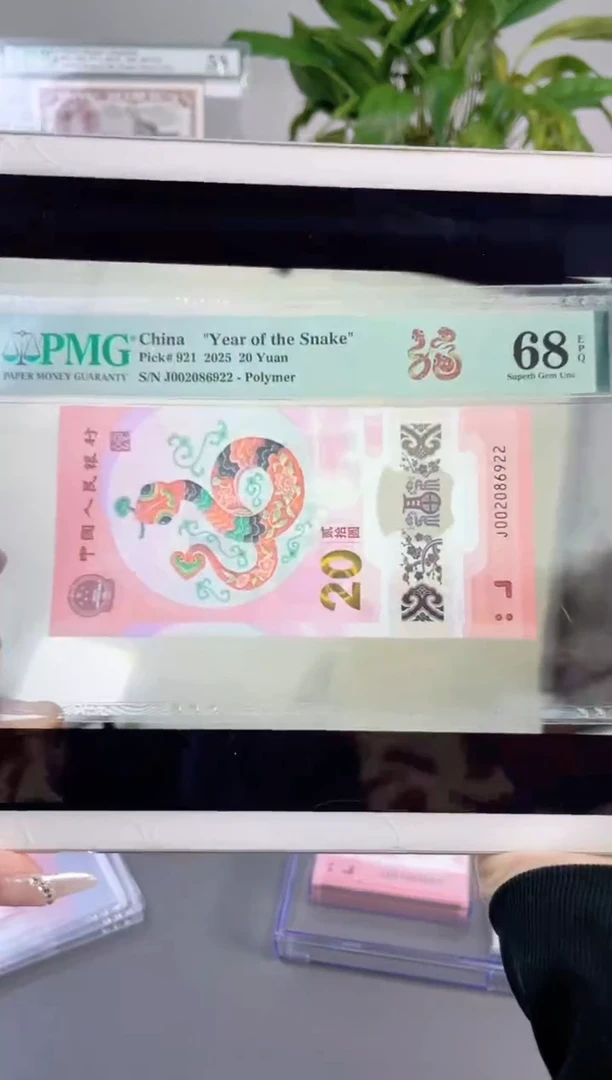 PMG
PAPER MONEY GUARANTY
China "Year of the Snake"
Pick# 921 2025 20 Yuan
S/N J002086922 - Polymer
68
EPQ
Superb Gem Unc
中国人民银行
贰拾圆
20
J002086922